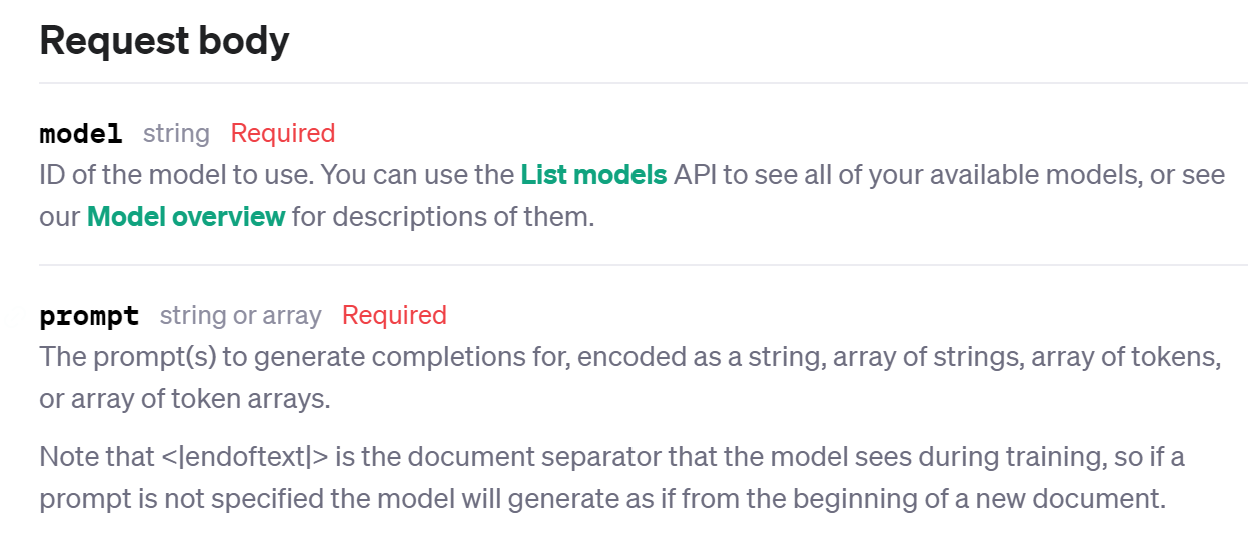 Request body
model string Required
ID of the model to use. You can use the List models API to see all of your available models, or see
our Model overview for descriptions of them.
prompt string or array Required
The prompt(s) to generate completions for, encoded as a string, array of strings, array of tokens,
or array of token arrays.
Note that <|endoftext|> is the document separator that the model sees during training, so if a
prompt is not specified the model will generate as if from the beginning of a new document.